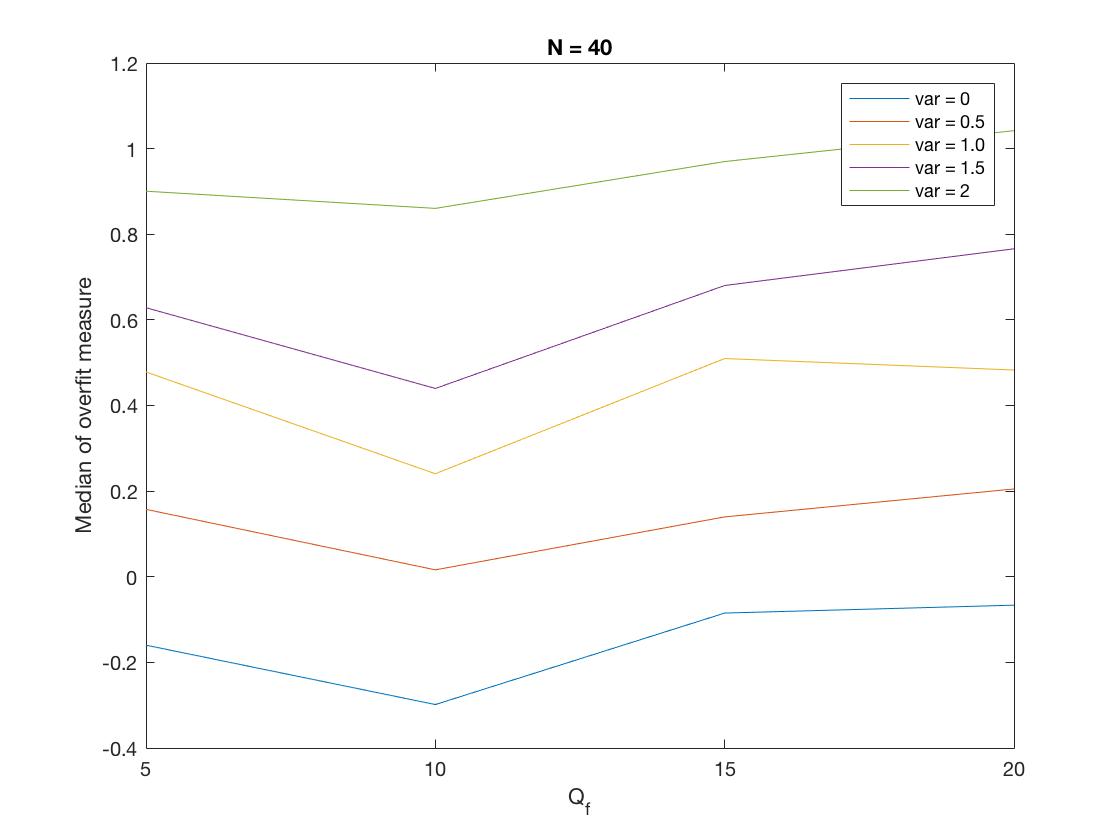 N = 40
1.2
1
0.8
0.6
0.4
0.2
0
-0.2
-0.4
Median of overfit measure
5
10
15
20
Q_f
var = 0
var = 0.5
var = 1.0
var = 1.5
var = 2